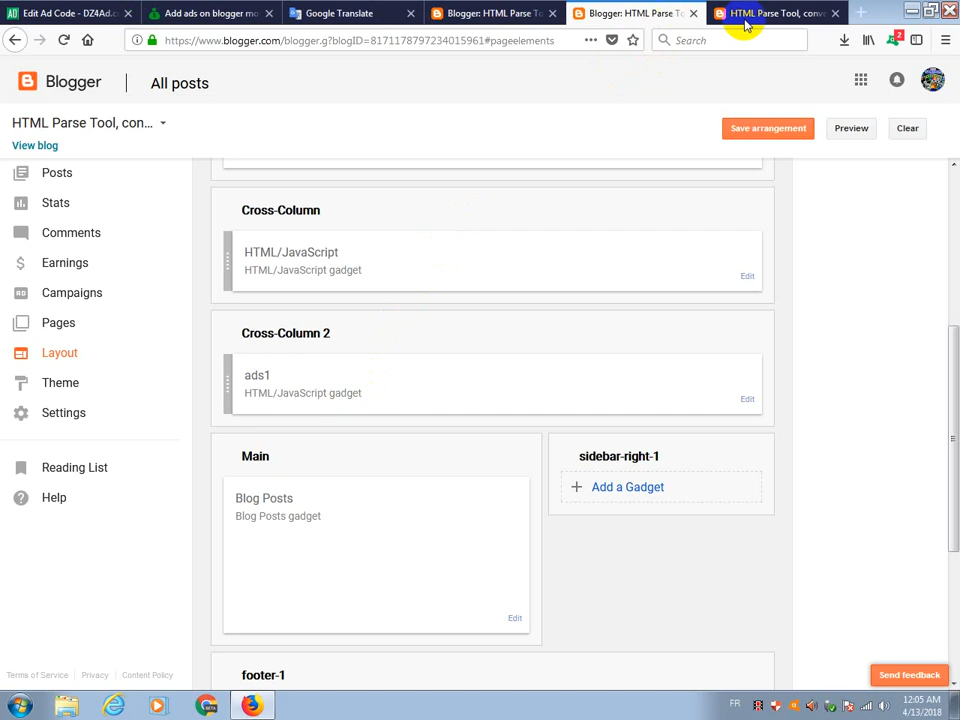 Edit Ad Code - DZ4Ad.c
Add ads on blogger mo
Google Translate
Blogger: HTML Parse To
Blogger: HTML Parse To
HTML Parse Tool, conv
https://www.blogger.com/blogger.g?blogID=8171178797234015961#pageelements
Search
2
Blogger
All posts
HTML Parse Tool, con...
View blog
Save arrangement
Preview
Clear
Posts
Stats
Comments
Earnings
Campaigns
Pages
Layout
Theme
Settings
Reading List
Help
Cross-Column
HTML/JavaScript
HTML/JavaScript gadget
Edit
Cross-Column 2
ads1
HTML/JavaScript gadget
Edit
Main
Blog Posts
Blog Posts gadget
Edit
sidebar-right-1
Add a Gadget
footer-1
Terms of Service
Privacy
Content Policy
Send feedback
FR
12:05 AM
4/13/2018